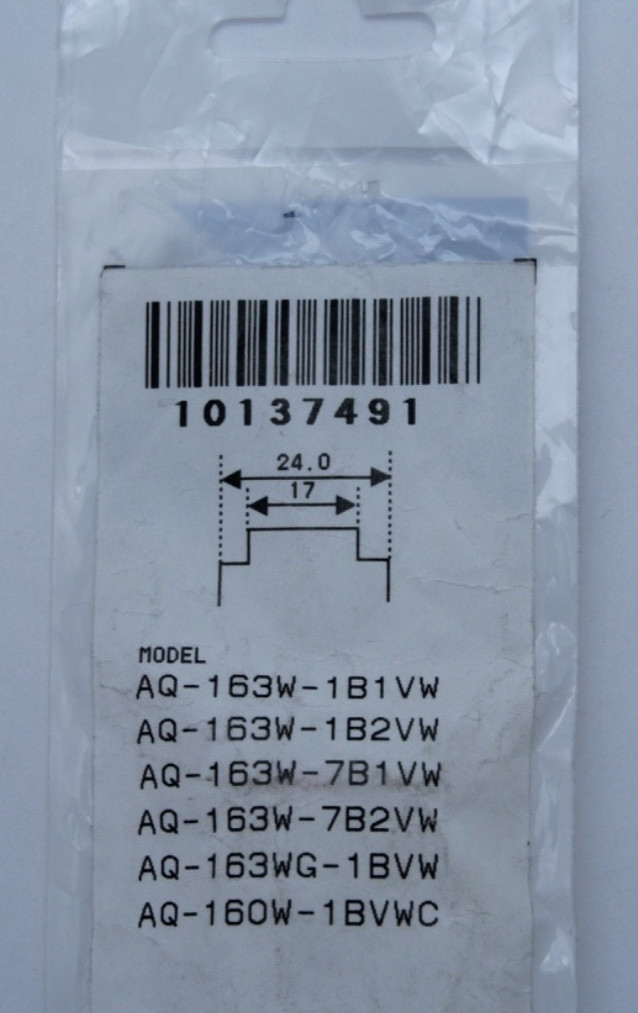 10137491
24.0
17
MODEL
AQ-163W-1B1VW
AQ-163W-1B2VW
AQ-163W-7B1VW
AQ-163W-7B2VW
AQ-163WG-1BVW
AQ-160W-1BVWC